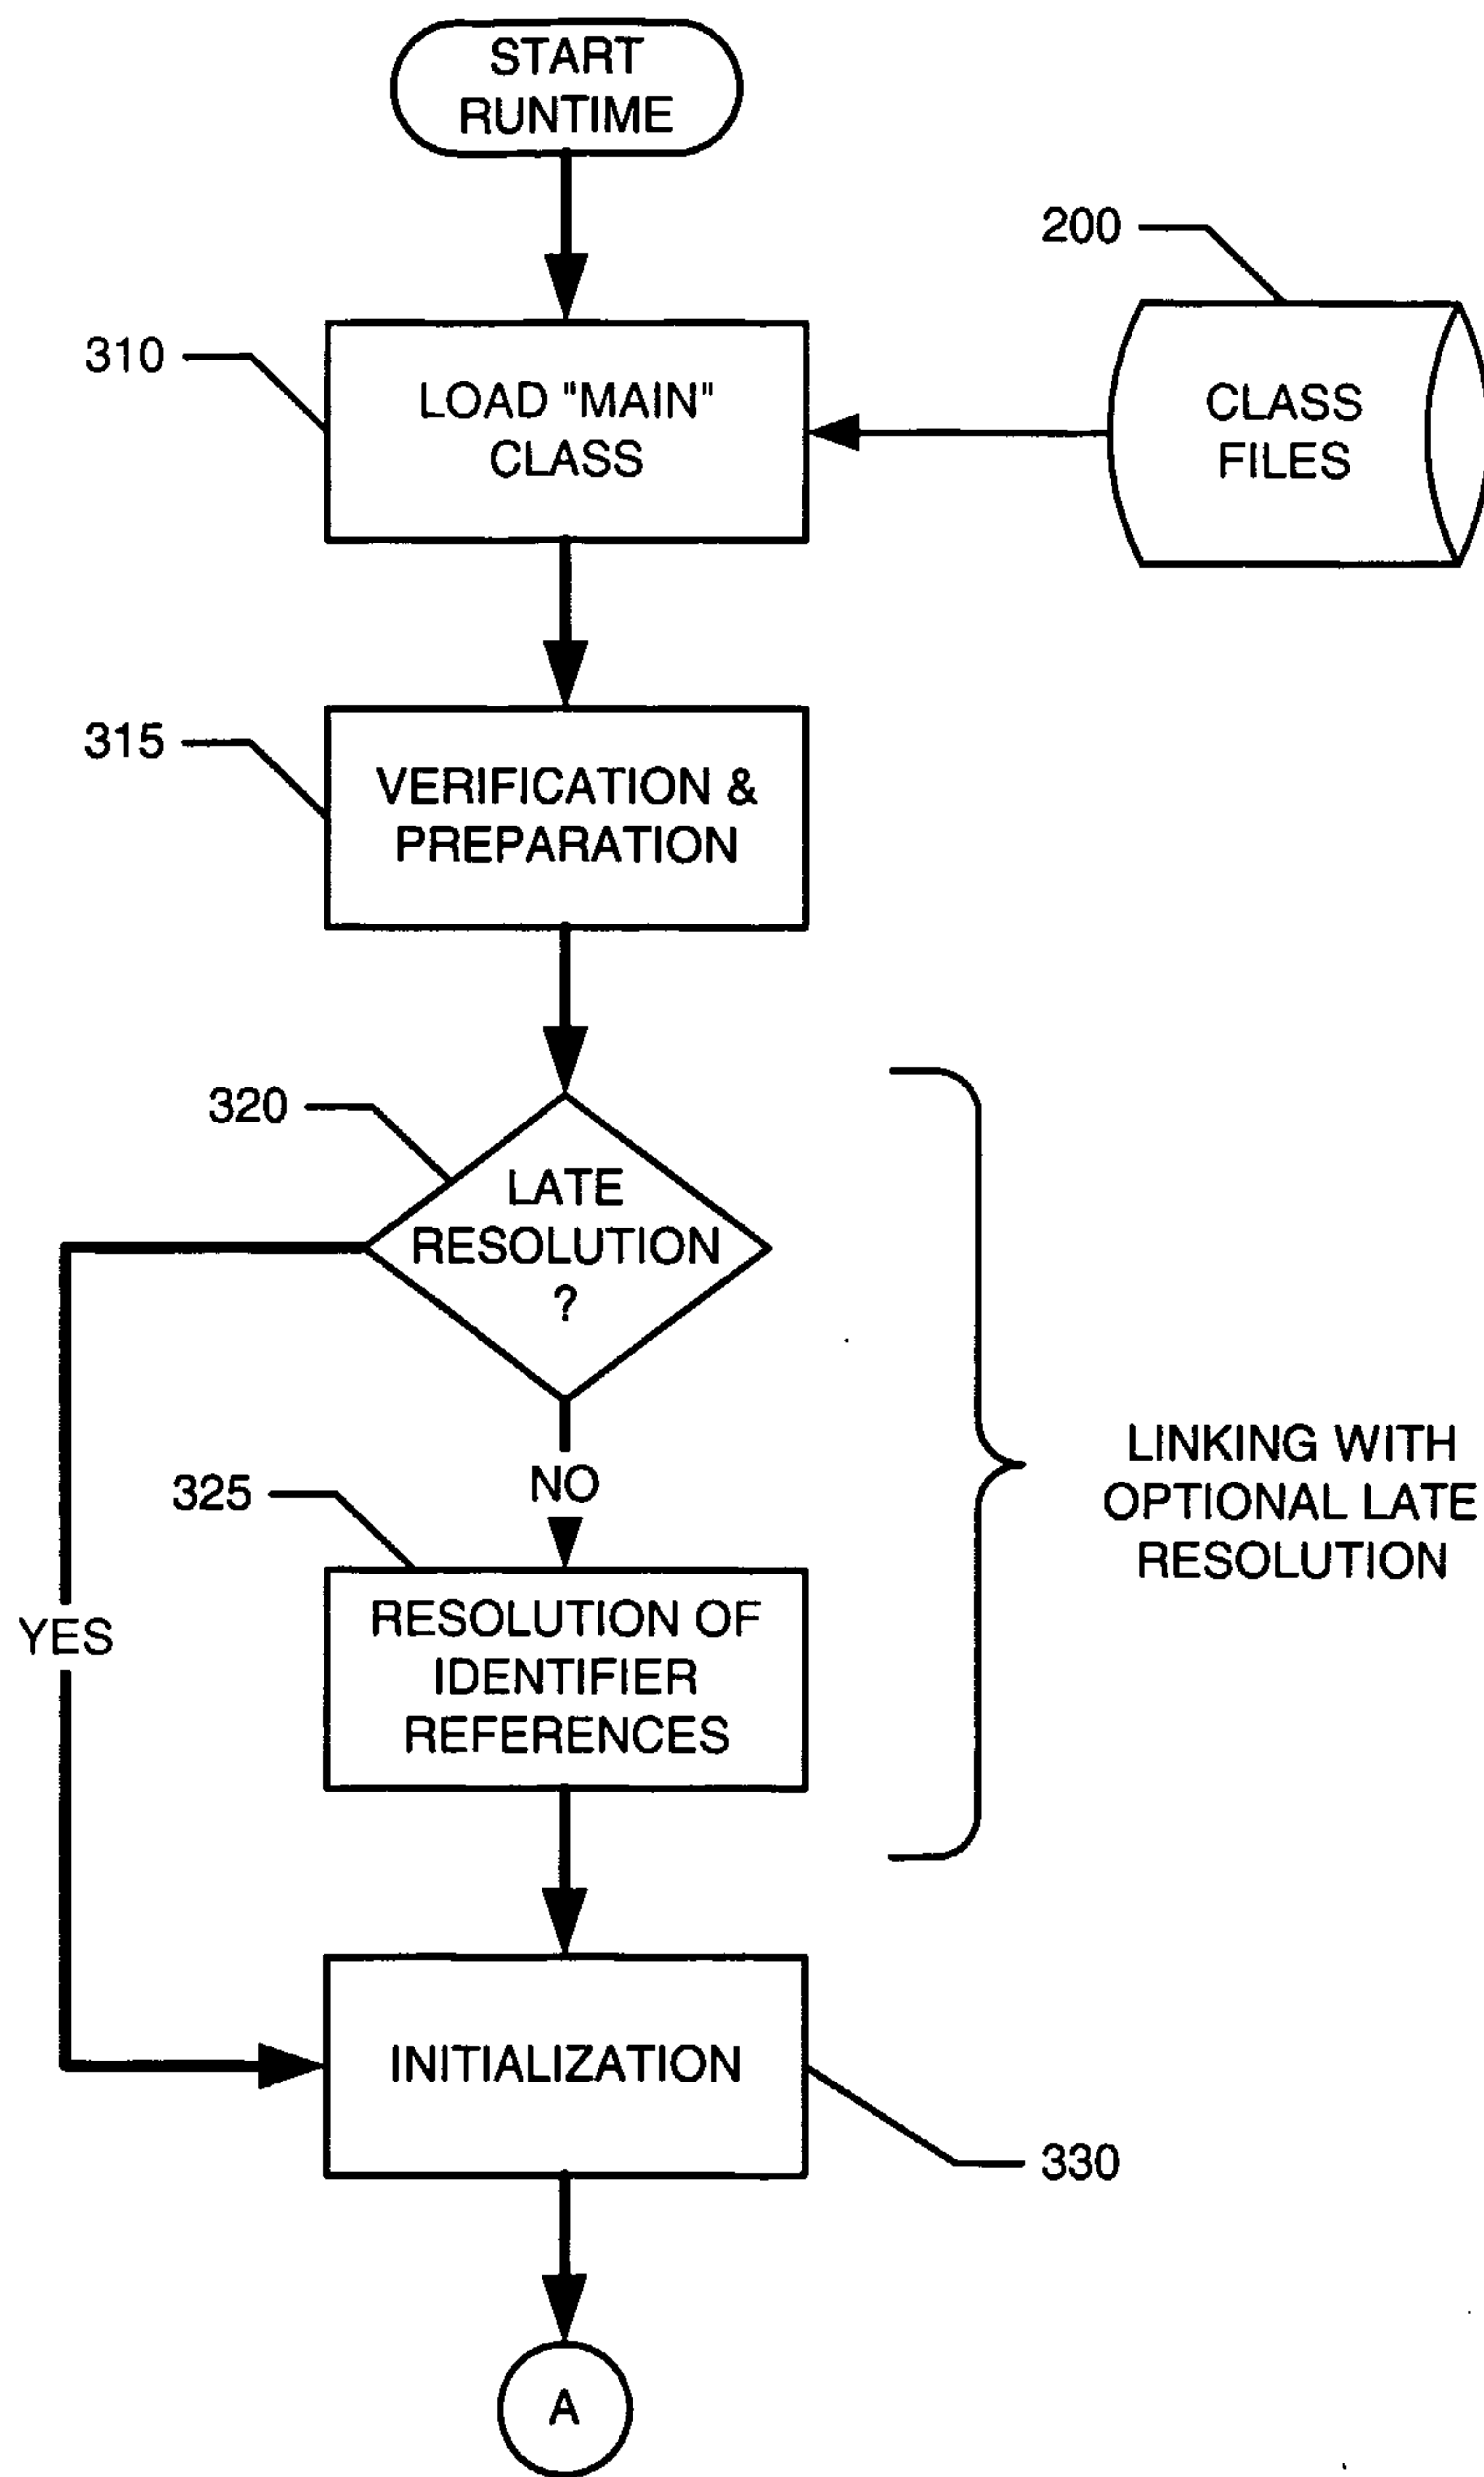 START
RUNTIME
200
310
LOAD "MAIN"
CLASS
CLASS
FILES
315
VERIFICATION &
PREPARATION
320
LATE
RESOLUTION
?
LINKING WITH
OPTIONAL LATE
RESOLUTION
NO
325
RESOLUTION OF
IDENTIFIER
REFERENCES
YES
INITIALIZATION
330
A